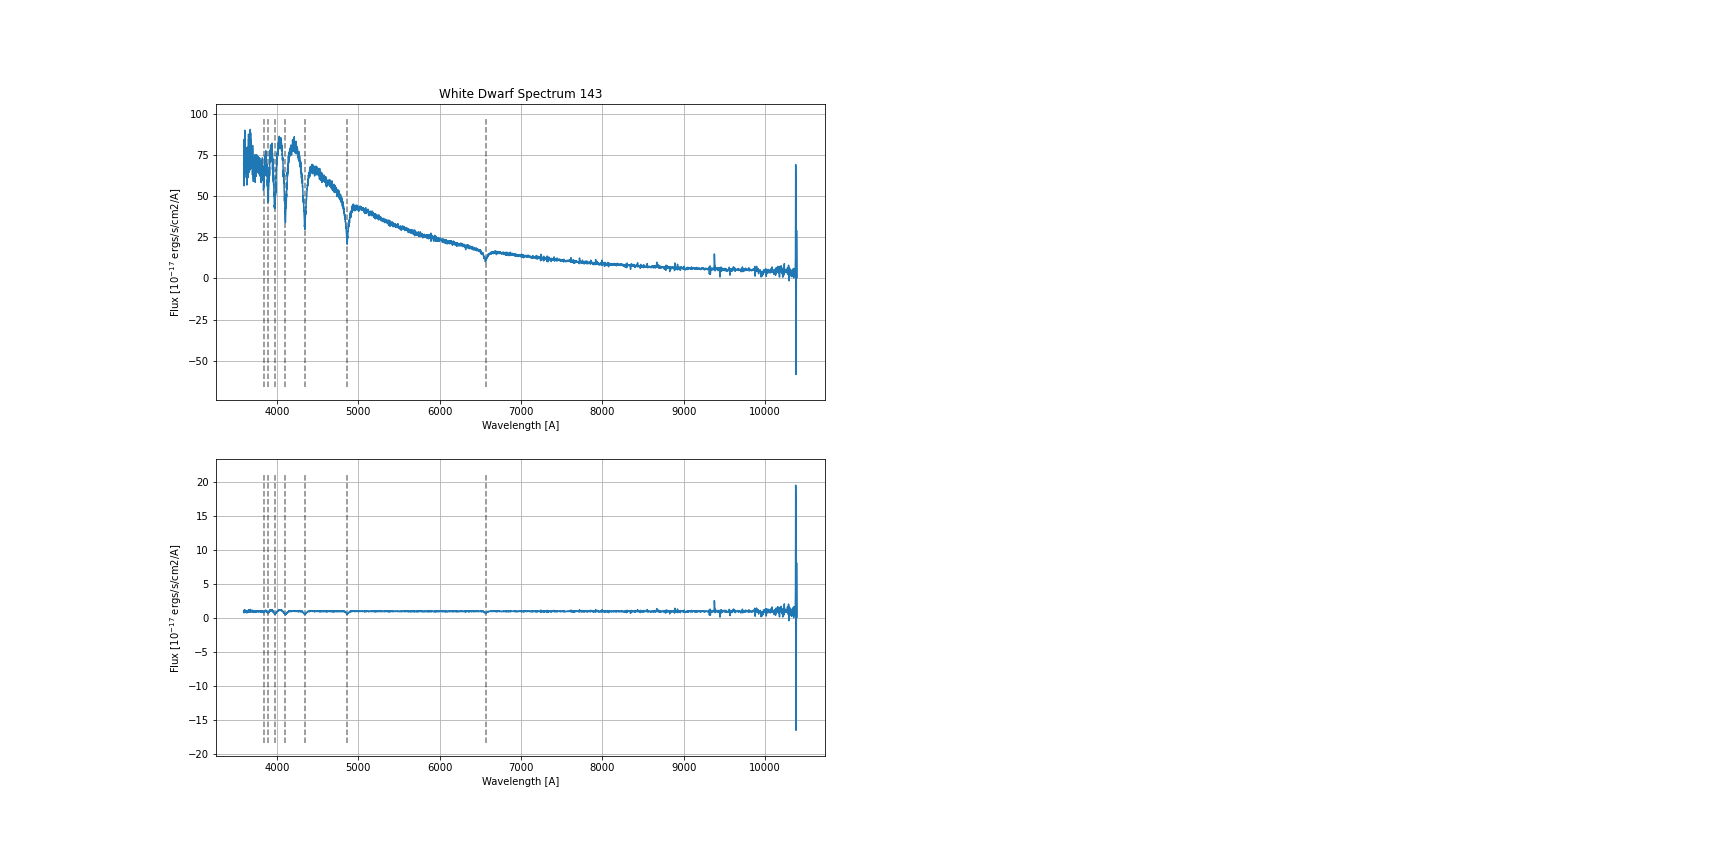 White Dwarf Spectrum 143
100
75
50
25
0
−25
−50
Flux [10⁻¹⁷ ergs/s/cm2/A]
4000 5000 6000 7000 8000 9000 10000
Wavelength [A]
20
15
10
5
0
−5
−10
−15
−20
Flux [10⁻¹⁷ ergs/s/cm2/A]
4000 5000 6000 7000 8000 9000 10000
Wavelength [A]